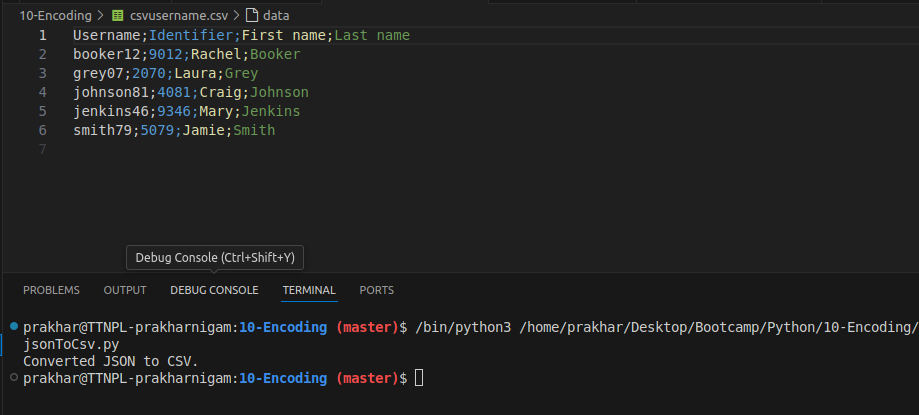 10-Encoding > csvusername.csv > data
1 Username;Identifier;First name;Last name
2 booker12;9012;Rachel;Booker
3 grey07;2070;Laura;Grey
4 johnson81;4081;Craig;Johnson
5 jenkins46;9346;Mary;Jenkins
6 smith79;5079;Jamie;Smith
7
Debug Console (Ctrl+Shift+Y)
PROBLEMS OUTPUT DEBUG CONSOLE TERMINAL PORTS
prakhar@TTNPL-prakharnigam:10-Encoding (master)$ /bin/python3 /home/prakhar/Desktop/Bootcamp/Python/10-Encoding/
jsonToCsv.py
Converted JSON to CSV.
prakhar@TTNPL-prakharnigam:10-Encoding (master)$